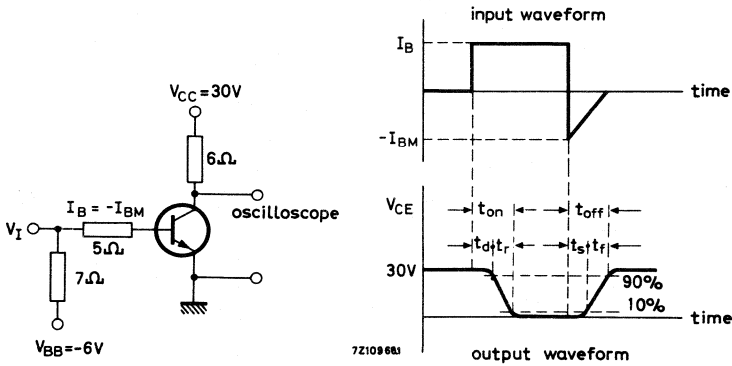 V_CC = 30V
6Ω
oscilloscope
I_B = -I_BM
V_I
5Ω
7Ω
V_BB = -6V
input waveform
I_B
time
-I_BM
V_CE
t_on
t_off
t_d t_r
t_s t_f
30V
90%
10%
time
7Z10966.1
output waveform